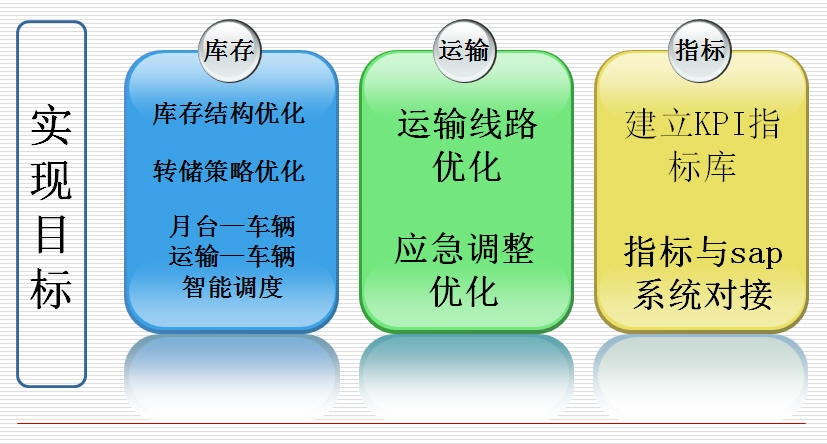 实现目标
库存
库存结构优化
转储策略优化
月台—车辆
运输—车辆
智能调度
运输
运输线路
优化
应急调整
优化
指标
建立KPI指
标库
指标与sap
系统对接